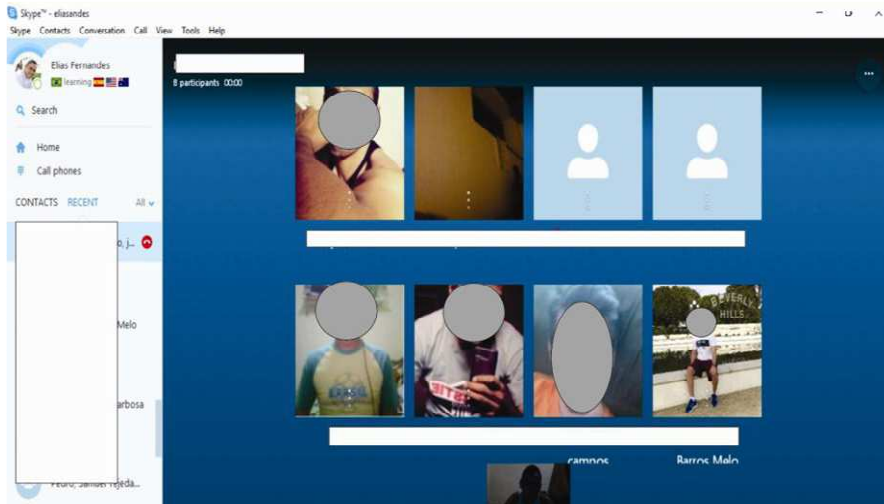 Skype™ - eliasandes
Skype Contacts Conversation Call View Tools Help
Elias Fernandes
learning
Search
Home
Call phones
CONTACTS RECENT All
8 participants 00:00
o, j...
Melo
arbosa
BEVERLY
HILLS
campos Barros Melo